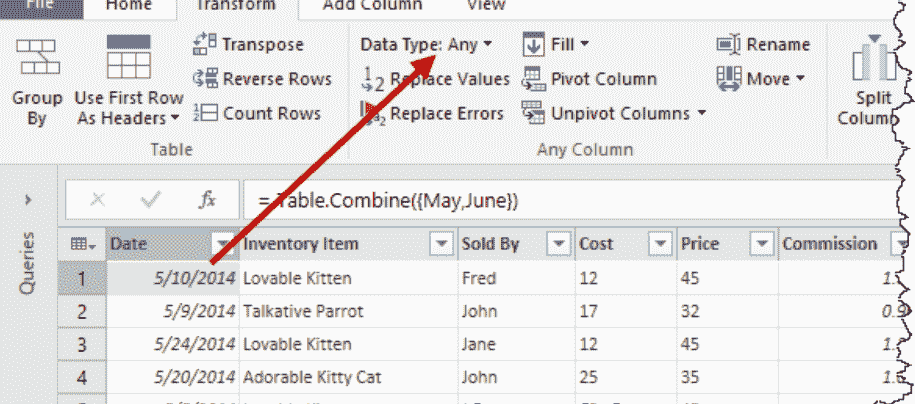 File Home Transform Add Column View
Group By
Use First Row As Headers
Transpose
Reverse Rows
Count Rows
Table
Data Type: Any
Replace Values
Replace Errors
Fill
Pivot Column
Unpivot Columns
Any Column
Rename
Move
Split
Queries
fx = Table.Combine({May,June})
Date Inventory Item Sold By Cost Price Commission
1 5/10/2014 Lovable Kitten Fred 12 45
2 5/9/2014 Talkative Parrot John 17 32
3 5/24/2014 Lovable Kitten Jane 12 45
4 5/20/2014 Adorable Kitty Cat John 25 35